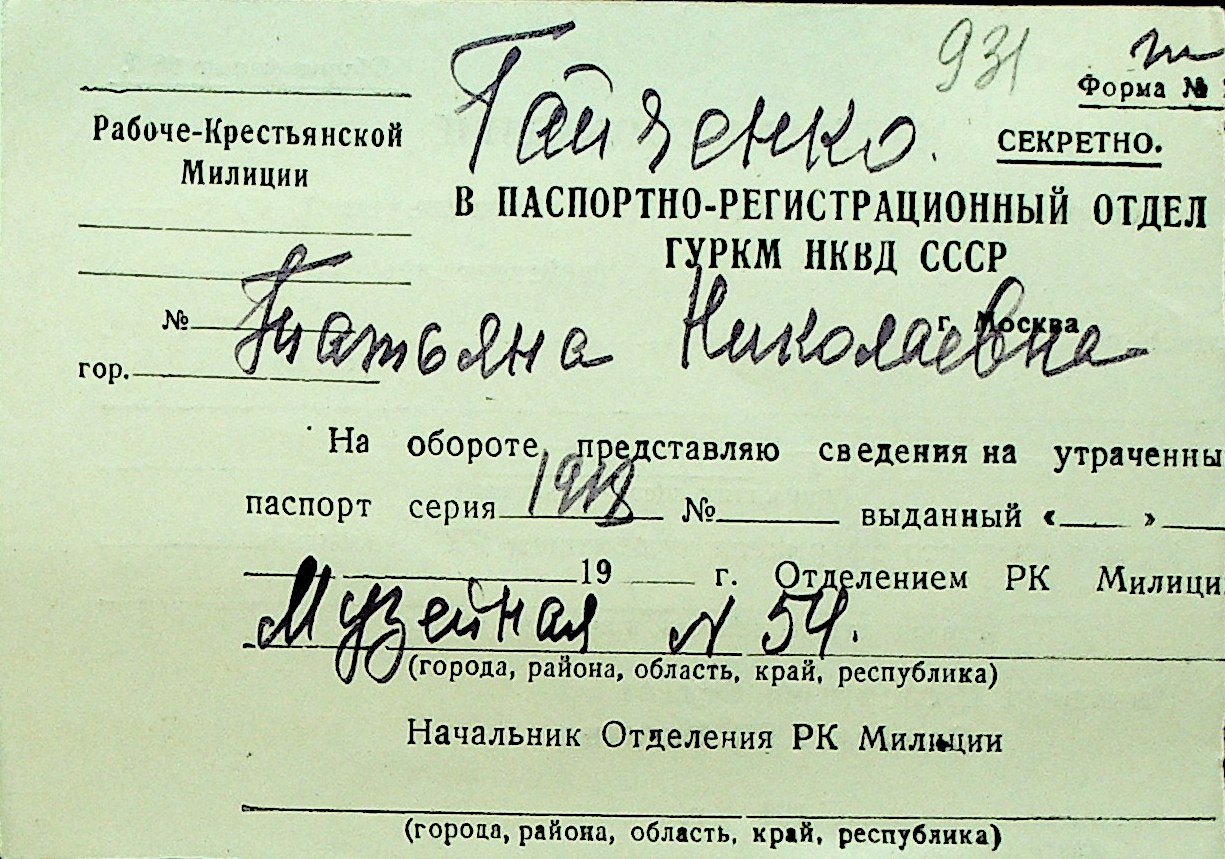 931
Форма №
Гайченко.
СЕКРЕТНО.
Рабоче-Крестьянской
Милиции
В ПАСПОРТНО-РЕГИСТРАЦИОННЫЙ ОТДЕЛ
ГУРКМ НКВД СССР
Татьяна Николаевна
№ г. Москва
гор.
На обороте представляю сведения на утраченны
паспорт серия 1918 № выданный « »
19 г. Отделением РК Милици
Музейная N 54.
(города, района, область, край, республика)
Начальник Отделения РК Милиции
(города, района, область, край, республика)